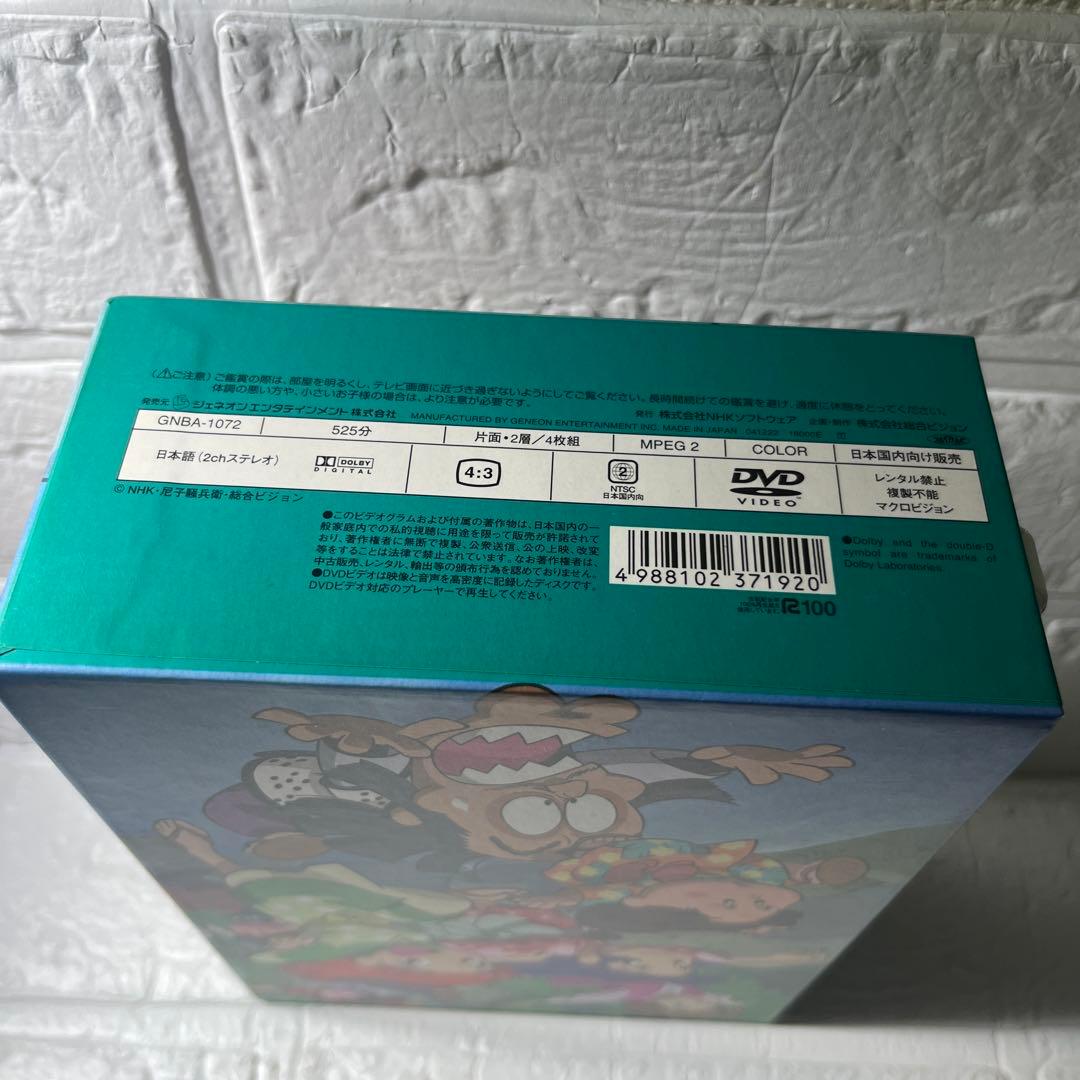 (⚠ご注意)ご鑑賞の際は、部屋を明るくし、テレビ画面に近づき過ぎないようにしてご覧ください。長時間続けての鑑賞を避け、適度に休憩をとってください。
体調の悪い方や、小さいお子様の場合は、より注意が必要です。
発売元 ジェネオン エンタテインメント 株式会社 MANUFACTURED BY GENEON ENTERTAINMENT INC. MADE IN JAPAN 041222 発行 株式会社NHKソフトウェア 企画・制作 株式会社総合ビジョン
GNBA-1072 525分 片面・2層/4枚組 MPEG 2 COLOR 日本国内向け販売
日本語(2chステレオ) DOLBY DIGITAL 4:3 2 NTSC 日本国内向 DVD VIDEO レンタル禁止 複製不能 マクロビジョン
© NHK・尼子騒兵衛・総合ビジョン
●このビデオグラムおよび付属の著作物は、日本国内の一
般家庭内での私的視聴に用途を限って販売が許諾されて
おり、著作権者に無断で複製、公衆送信、公の上映、改変
等をすることは法律で禁止されています。なお著作権者は、
中古販売、レンタル、輸出等の頒布行為を認めておりません。
●DVDビデオは映像と音声を高密度に記録したディスクです。
DVDビデオ対応のプレーヤーで再生してください。
4 988102 371920
R100
●Dolby and the double-D
symbol are trademarks of
Dolby Laboratories.